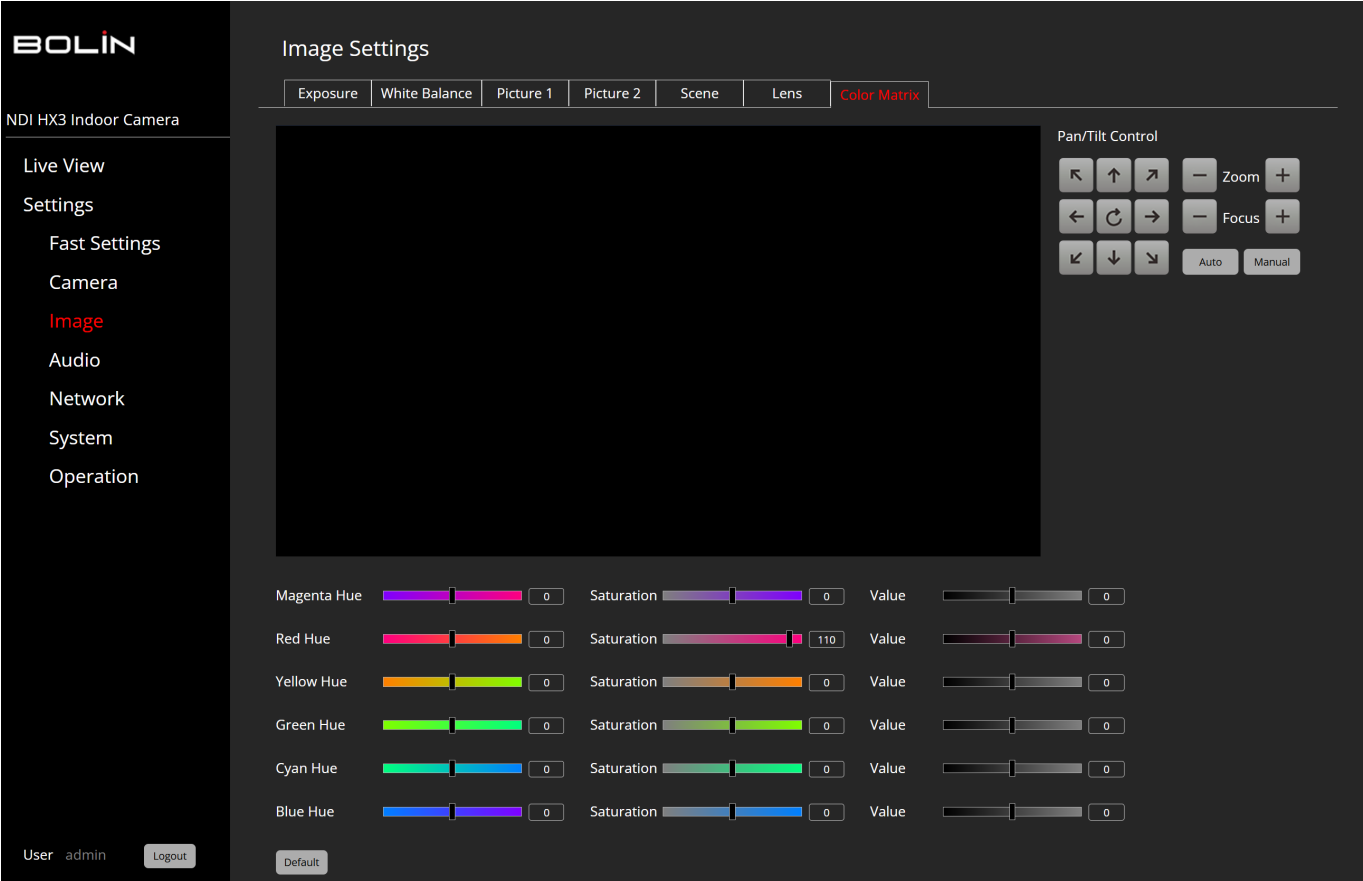 BOLIN
Image Settings
Exposure White Balance Picture 1 Picture 2 Scene Lens Color Matrix
NDI HX3 Indoor Camera
Live View
Settings
Fast Settings
Camera
Image
Audio
Network
System
Operation
User admin Logout
Pan/Tilt Control
Zoom
Focus
Auto Manual
Magenta Hue 0 Saturation 0 Value 0
Red Hue 0 Saturation 110 Value 0
Yellow Hue 0 Saturation 0 Value 0
Green Hue 0 Saturation 0 Value 0
Cyan Hue 0 Saturation 0 Value 0
Blue Hue 0 Saturation 0 Value 0
Default